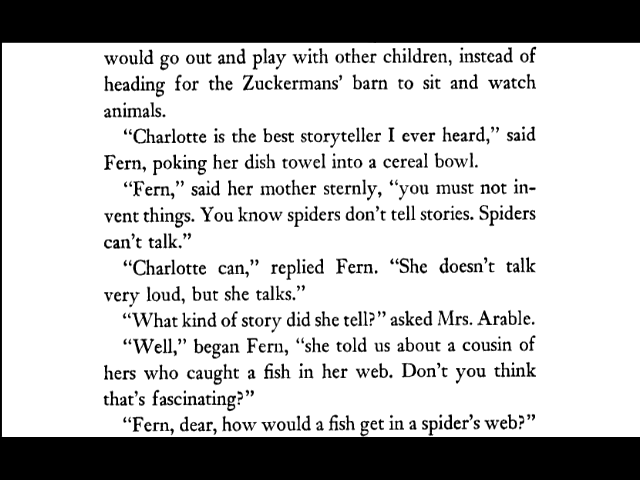 would go out and play with other children, instead of
heading for the Zuckermans’ barn to sit and watch
animals.
“Charlotte is the best storyteller I ever heard,” said
Fern, poking her dish towel into a cereal bowl.
“Fern,” said her mother sternly, “you must not in-
vent things. You know spiders don’t tell stories. Spiders
can’t talk.”
“Charlotte can,” replied Fern. “She doesn’t talk
very loud, but she talks.”
“What kind of story did she tell?” asked Mrs. Arable.
“Well,” began Fern, “she told us about a cousin of
hers who caught a fish in her web. Don’t you think
that’s fascinating?”
“Fern, dear, how would a fish get in a spider’s web?”